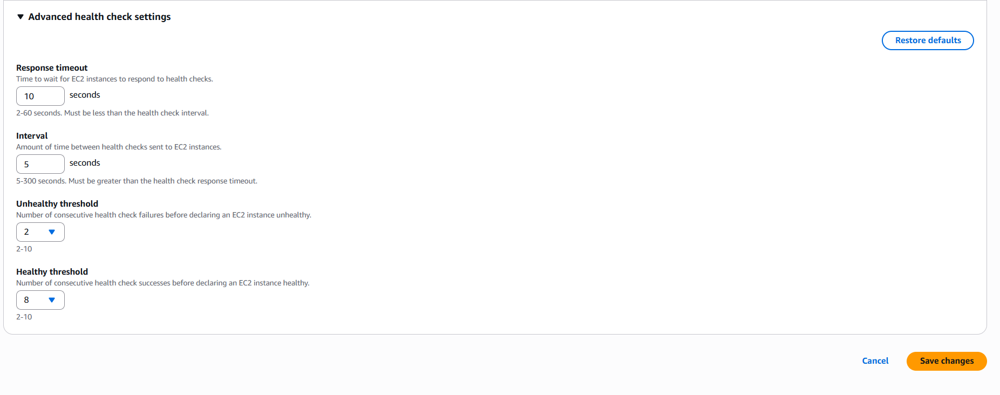 Advanced health check settings
Restore defaults
Response timeout
Time to wait for EC2 instances to respond to health checks.
10 seconds
2-60 seconds. Must be less than the health check interval.
Interval
Amount of time between health checks sent to EC2 instances.
5 seconds
5-300 seconds. Must be greater than the health check response timeout.
Unhealthy threshold
Number of consecutive health check failures before declaring an EC2 instance unhealthy.
2
2-10
Healthy threshold
Number of consecutive health check successes before declaring an EC2 instance healthy.
8
2-10
Cancel Save changes